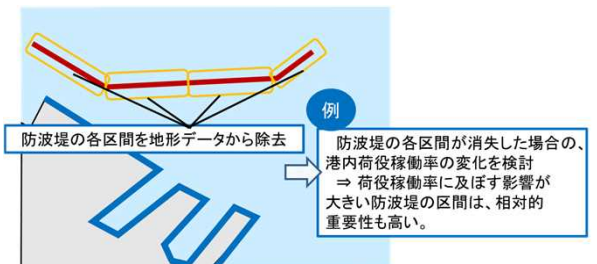 例
防波堤の各区間を地形データから除去
防波堤の各区間が消失した場合の、
港内荷役稼働率の変化を検討
⇒ 荷役稼働率に及ぼす影響が
大きい防波堤の区間は、相対的
重要性も高い。